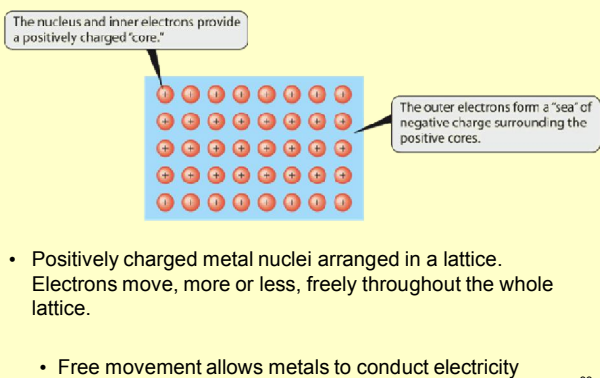 The nucleus and inner electrons provide
a positively charged "core."
The outer electrons form a "sea" of
negative charge surrounding the
positive cores.
• Positively charged metal nuclei arranged in a lattice.
Electrons move, more or less, freely throughout the whole
lattice.
• Free movement allows metals to conduct electricity